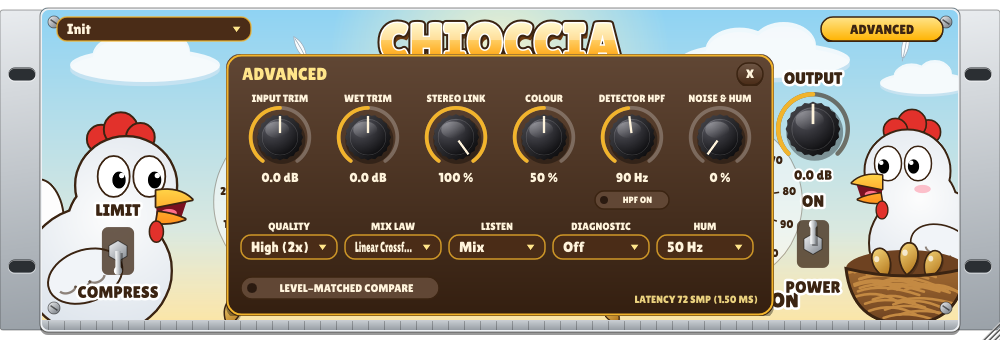 Init
CHIOCCIA
ADVANCED
ADVANCED
X
OUTPUT
INPUT TRIM
WET TRIM
STEREO LINK
COLOUR
DETECTOR HPF
NOISE & HUM
0.0 dB
0.0 dB
100 %
50 %
90 Hz
0 %
0.0 dB
80
HPF ON
ON
LIMIT
90
QUALITY
MIX LAW
LISTEN
DIAGNOSTIC
HUM
High (2x)
Linear Crossf...
Mix
Off
50 Hz
COMPRESS
LEVEL-MATCHED COMPARE
POWER
LATENCY 72 SMP (1.50 MS)
ON